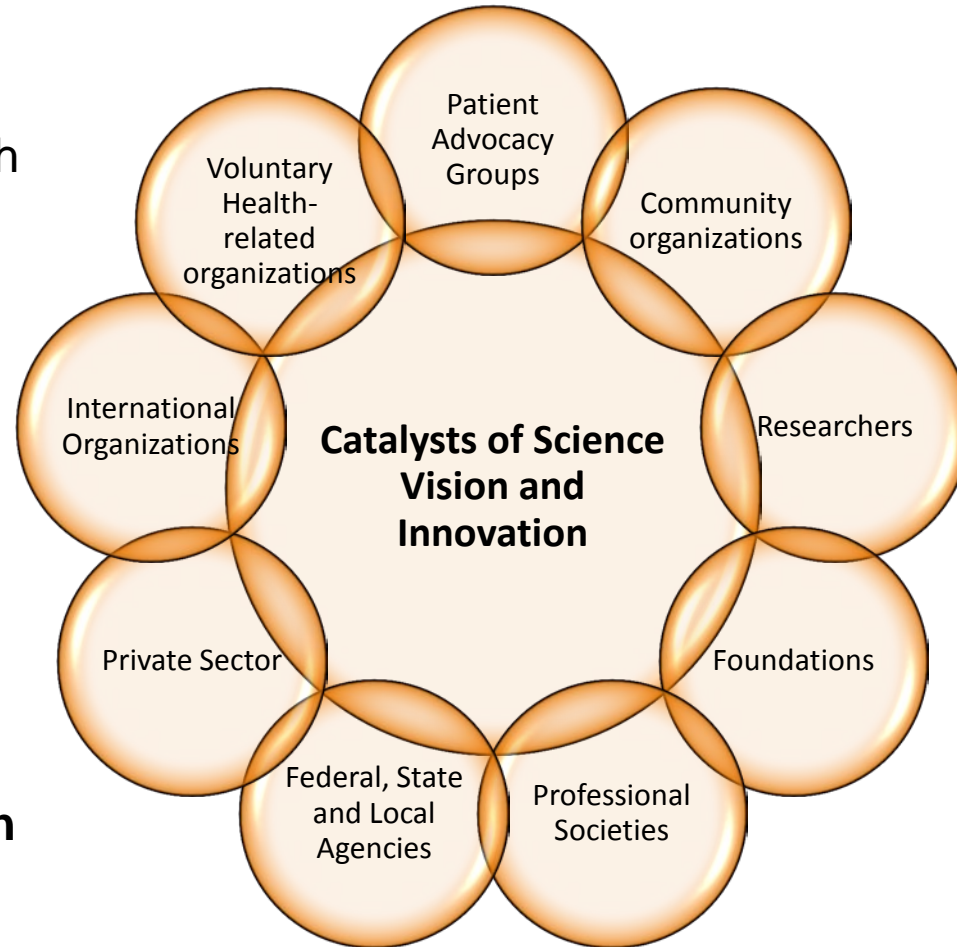 Patient
Advocacy
Groups
Community
organizations
Researchers
Foundations
Professional
Societies
Federal, State
and Local
Agencies
Private Sector
International
Organizations
Voluntary
Health-
related
organizations
Catalysts of Science
Vision and
Innovation